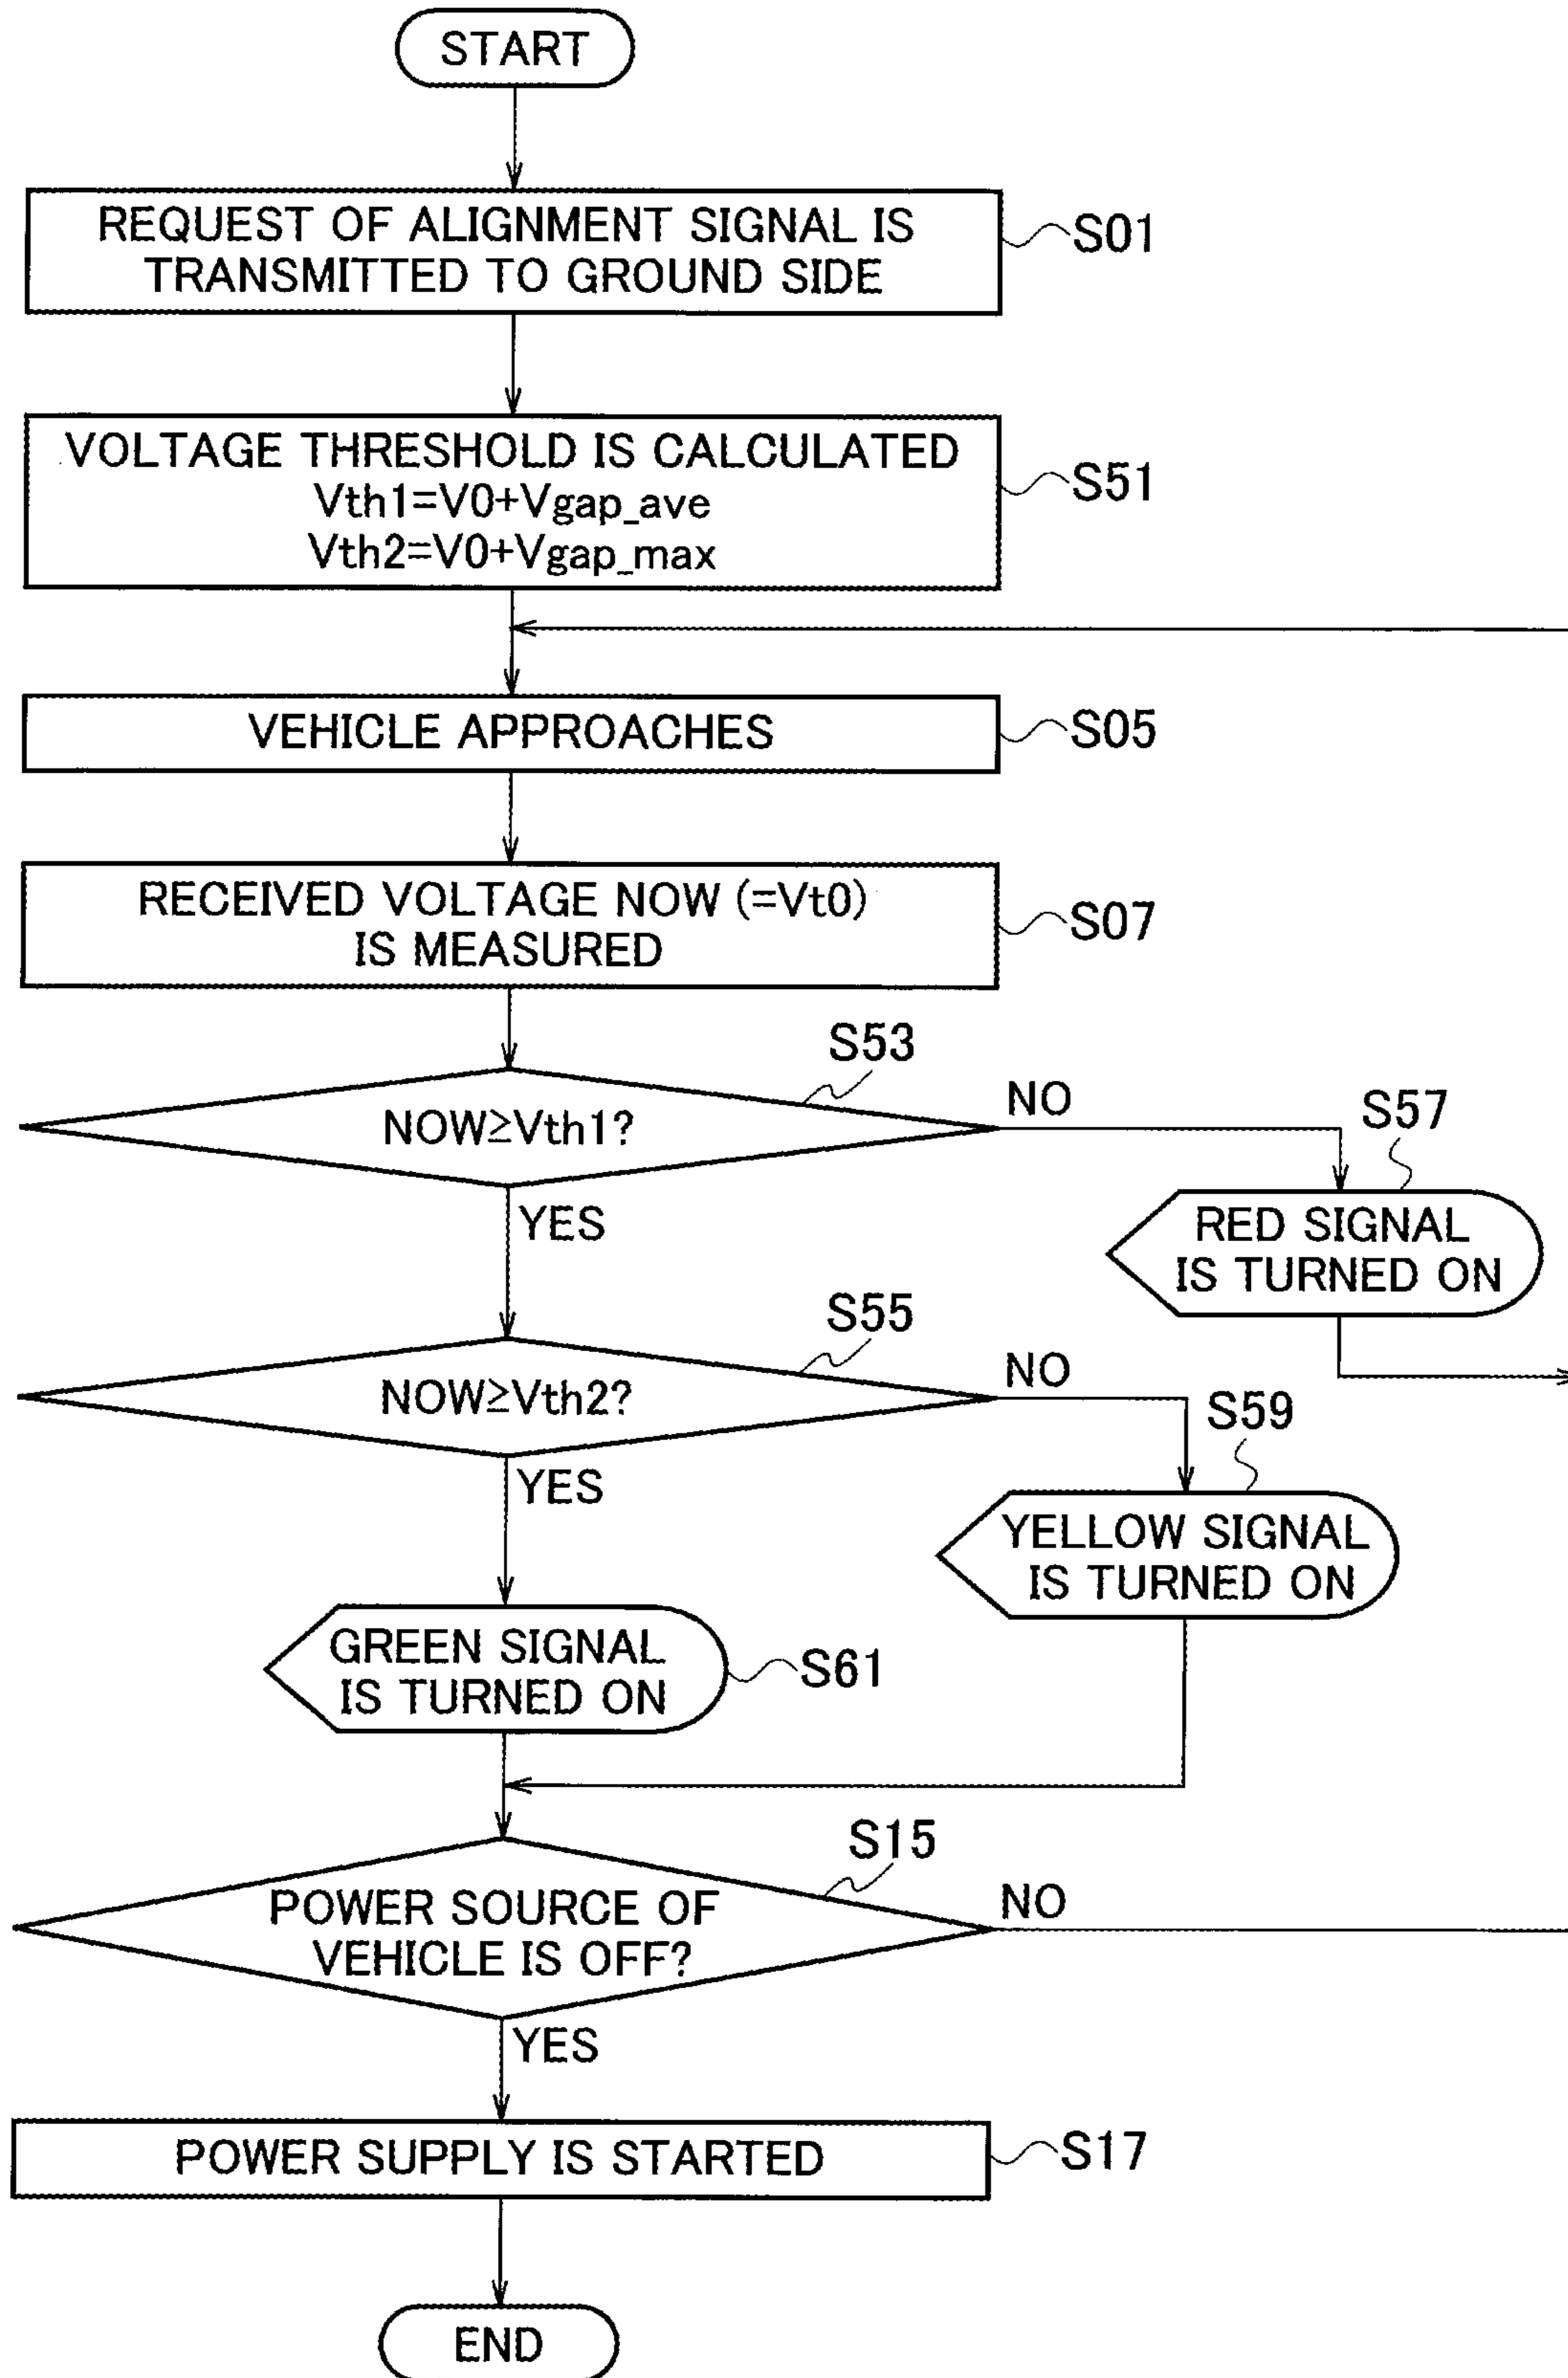 START
REQUEST OF ALIGNMENT SIGNAL IS
TRANSMITTED TO GROUND SIDE
S01
VOLTAGE THRESHOLD IS CALCULATED
Vth1=V0+Vgap_ave
Vth2=V0+Vgap_max
S51
VEHICLE APPROACHES
S05
RECEIVED VOLTAGE NOW (=Vt0)
IS MEASURED
S07
S53
NOW≧Vth1?
NO
YES
S57
RED SIGNAL
IS TURNED ON
S55
NOW≧Vth2?
NO
YES
S59
YELLOW SIGNAL
IS TURNED ON
GREEN SIGNAL
IS TURNED ON
S61
S15
POWER SOURCE OF
VEHICLE IS OFF?
NO
YES
POWER SUPPLY IS STARTED
S17
END